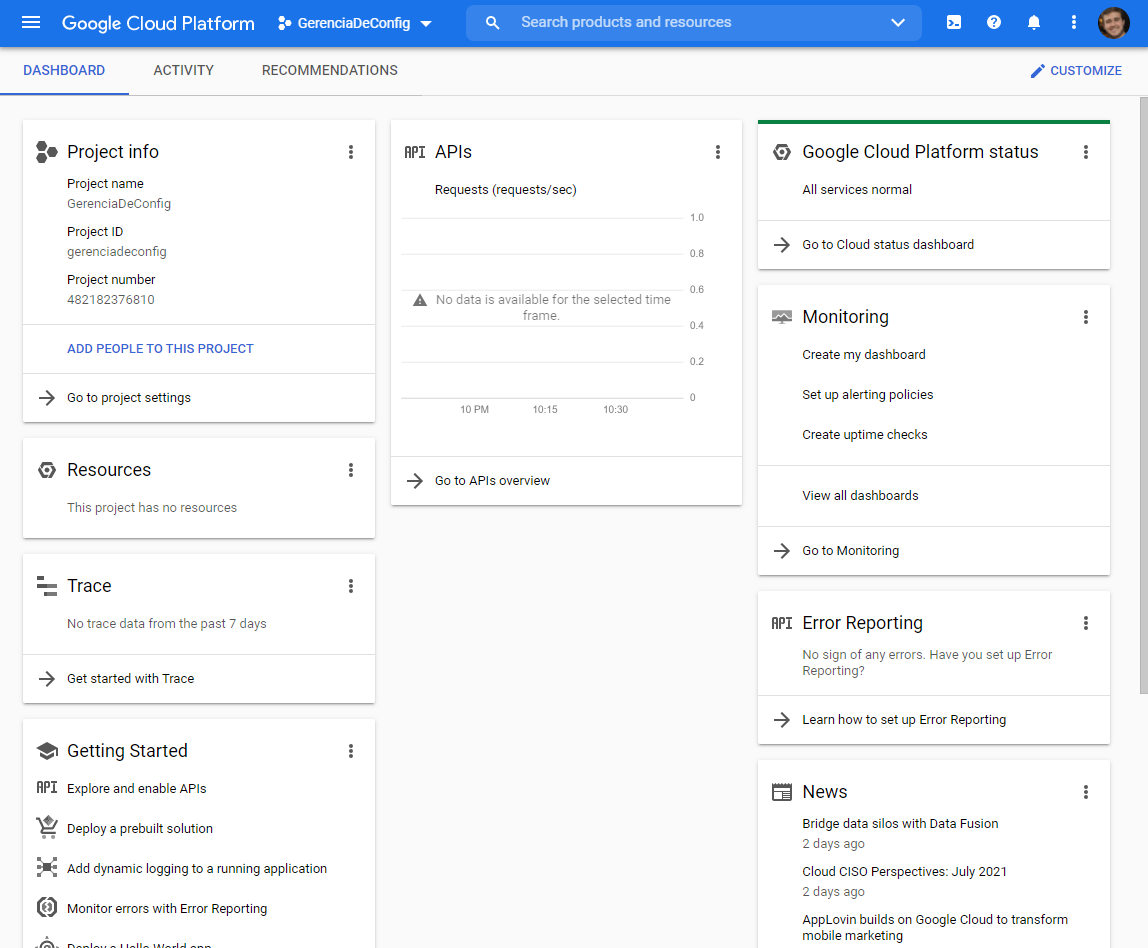 Google Cloud Platform
GerenciaDeConfig
Search products and resources
DASHBOARD
ACTIVITY
RECOMMENDATIONS
CUSTOMIZE
Project info
Project name
GerenciaDeConfig
Project ID
gerenciadeconfig
Project number
482182376810
ADD PEOPLE TO THIS PROJECT
Go to project settings
Resources
This project has no resources
Trace
No trace data from the past 7 days
Get started with Trace
Getting Started
API Explore and enable APIs
Deploy a prebuilt solution
Add dynamic logging to a running application
Monitor errors with Error Reporting
Deploy a Hello World app
API APIs
Requests (requests/sec)
1.0
0.8
0.6
No data is available for the selected time
frame.
0.4
0.2
0
10 PM
10:15
10:30
Go to APIs overview
Google Cloud Platform status
All services normal
Go to Cloud status dashboard
Monitoring
Create my dashboard
Set up alerting policies
Create uptime checks
View all dashboards
Go to Monitoring
API Error Reporting
No sign of any errors. Have you set up Error
Reporting?
Learn how to set up Error Reporting
News
Bridge data silos with Data Fusion
2 days ago
Cloud CISO Perspectives: July 2021
2 days ago
AppLovin builds on Google Cloud to transform
mobile marketing